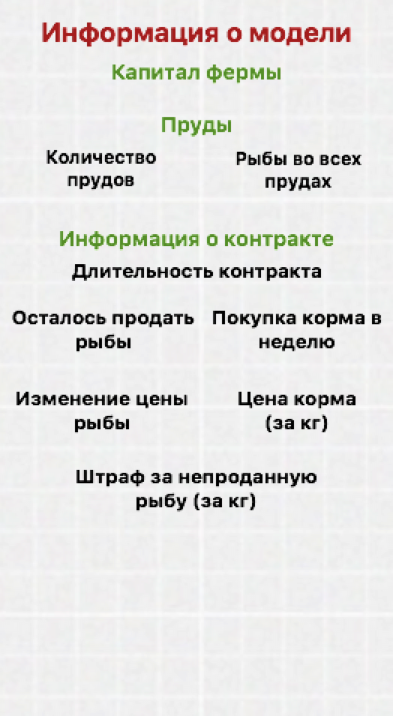 Информация о модели
Капитал фермы
Пруды
Количество Рыбы во всех
прудов прудах
Информация о контракте
Длительность контракта
Осталось продать Покупка корма в
рыбы неделю
Изменение цены Цена корма
рыбы (за кг)
Штраф за непроданную
рыбу (за кг)